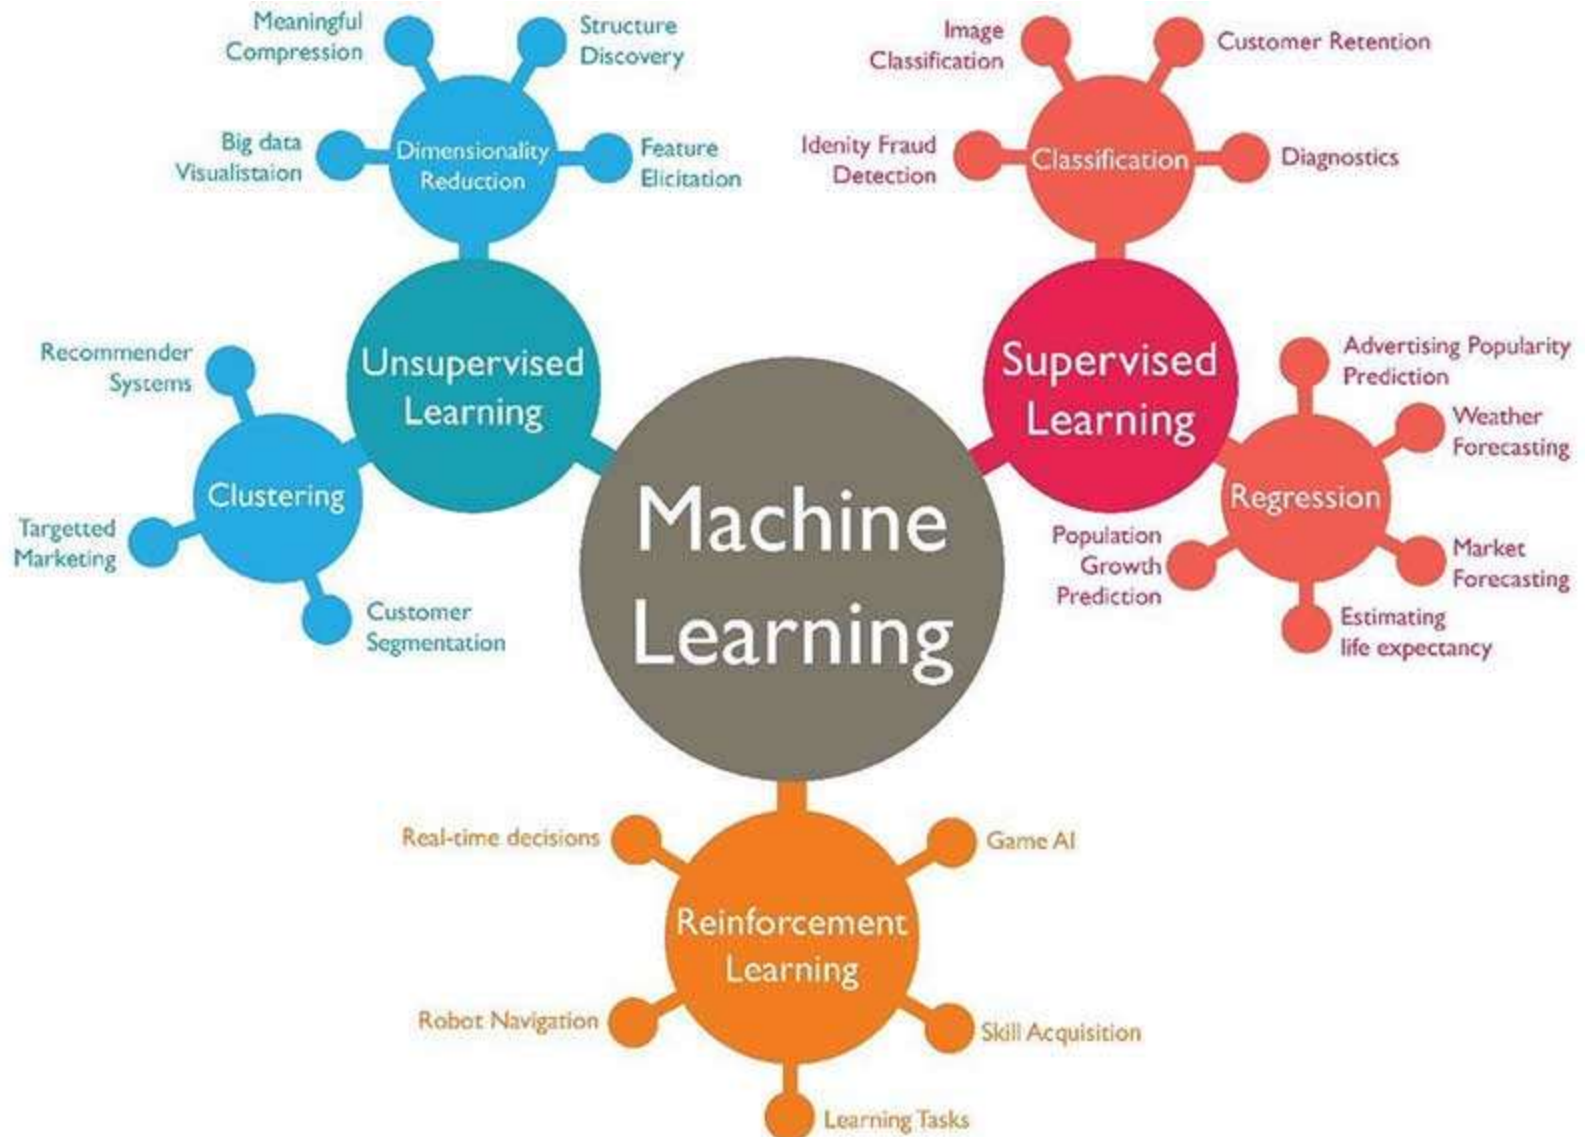 Meaningful
Compression
Structure
Discovery
Big data
Visualistaion
Dimensionality
Reduction
Feature
Elicitation
Image
Classification
Customer Retention
Idenity Fraud
Detection
Classification
Diagnostics
Unsupervised
Learning
Recommender
Systems
Clustering
Targetted
Marketing
Customer
Segmentation
Supervised
Learning
Advertising Popularity
Prediction
Weather
Forecasting
Regression
Population
Growth
Prediction
Market
Forecasting
Estimating
life expectancy
Machine
Learning
Real-time decisions
Game AI
Reinforcement
Learning
Robot Navigation
Skill Acquisition
Learning Tasks